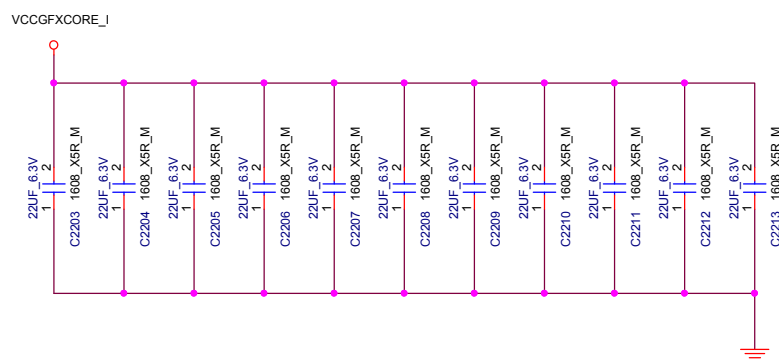 VCCGFXCORE_I
22UF_6.3V
1 2
1608_X5R_M
C2203
22UF_6.3V
1 2
1608_X5R_M
C2204
22UF_6.3V
1 2
1608_X5R_M
C2205
22UF_6.3V
1 2
1608_X5R_M
C2206
22UF_6.3V
1 2
1608_X5R_M
C2207
22UF_6.3V
1 2
1608_X5R_M
C2208
22UF_6.3V
1 2
1608_X5R_M
C2209
22UF_6.3V
1 2
1608_X5R_M
C2210
22UF_6.3V
1 2
1608_X5R_M
C2211
22UF_6.3V
1 2
1608_X5R_M
C2212
22UF_6.3V
1 2
1608_X5R_M
C2213